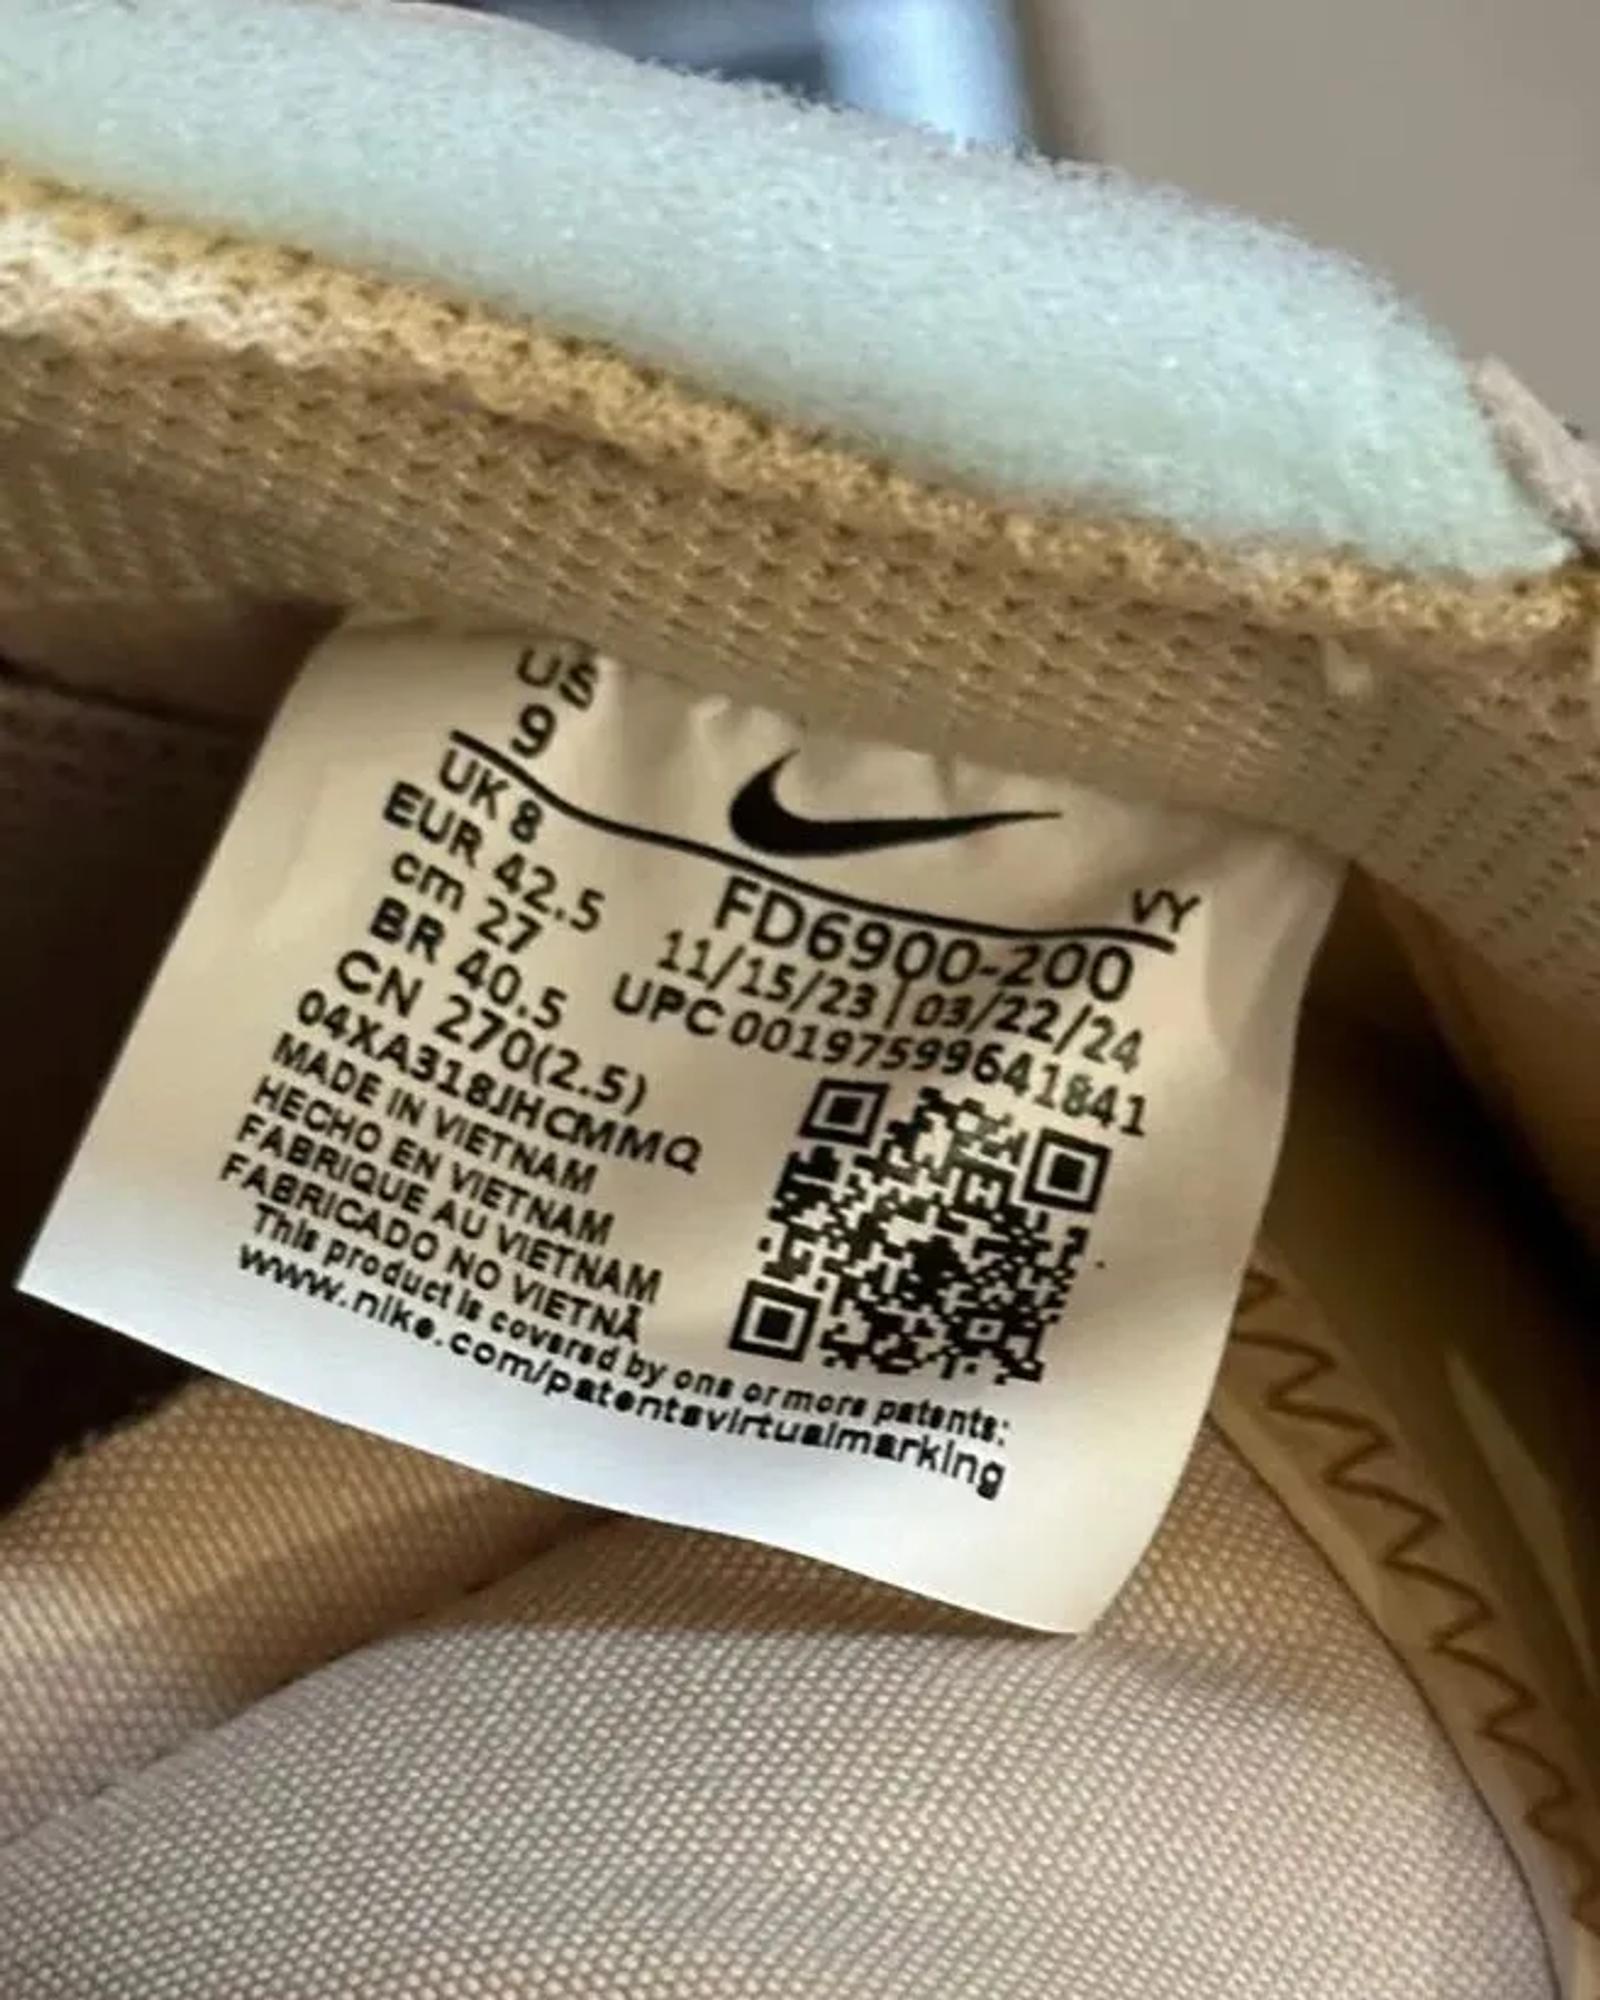 US
9
UK 8
EUR 42.5
cm 27
BR 40.5
CN 270(2.5)
04XA318JHCMMQ
MADE IN VIETNAM
HECHO EN VIETNAM
FABRIQUE AU VIETNAM
FABRICADO NO VIETNÃ
This product is covered by one or more patents:
www.nike.com/patentsvirtualmarking
VY
FD6900-200
11/15/23 | 03/22/24
UPC 00197599641841